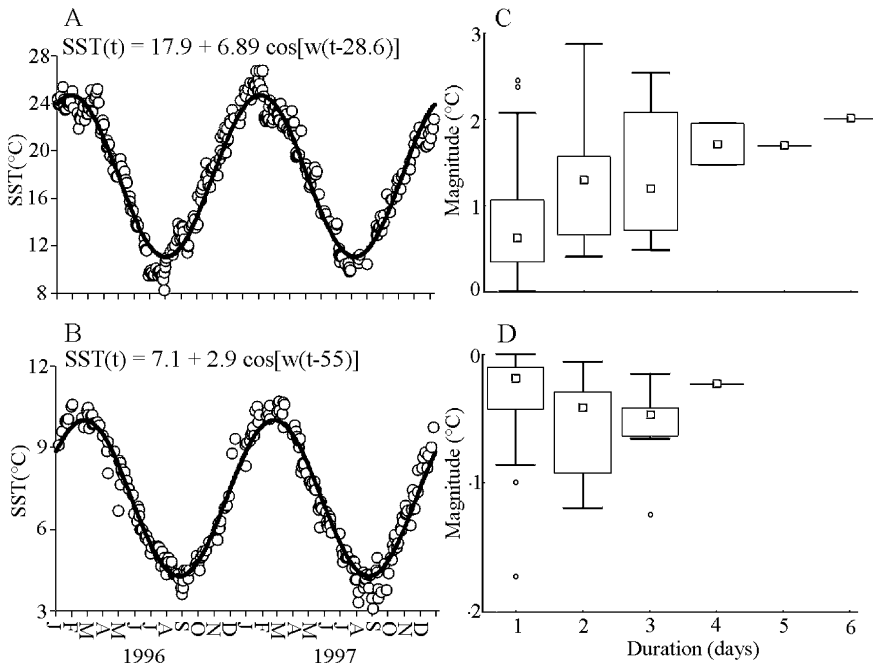 A
SST(t) = 17.9 + 6.89 cos[w(t-28.6)]
28
24
20
16
12
8
SST(°C)
B
SST(t) = 7.1 + 2.9 cos[w(t-55)]
12
9
6
3
SST(°C)
J F M A M J J A S O N D J F M A M J J A S O N D
1996
1997
C
3
2
1
0
Magnitude (°C)
D
0
-1
-2
Magnitude (°C)
1 2 3 4 5 6
Duration (days)